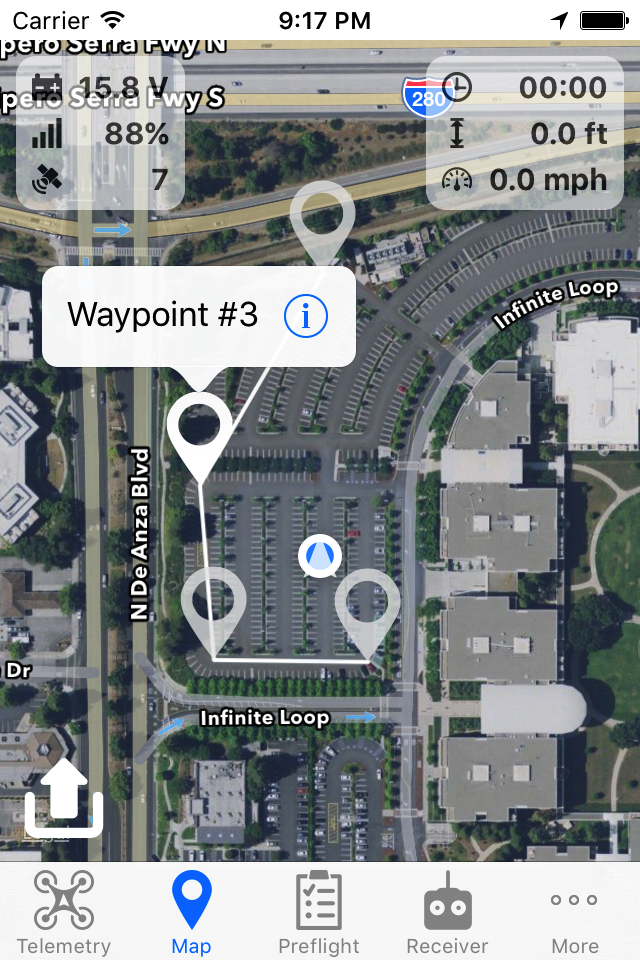 Carrier 9:17 PM
pero Serra Fwy N
15.8 V
00:00
pero Serra Fwy S
280
88%
0.0 ft
7
0.0 mph
Infinite Loop
Waypoint #3 i
N De Anza Blvd
Dr
Infinite Loop
Telemetry Map Preflight Receiver More